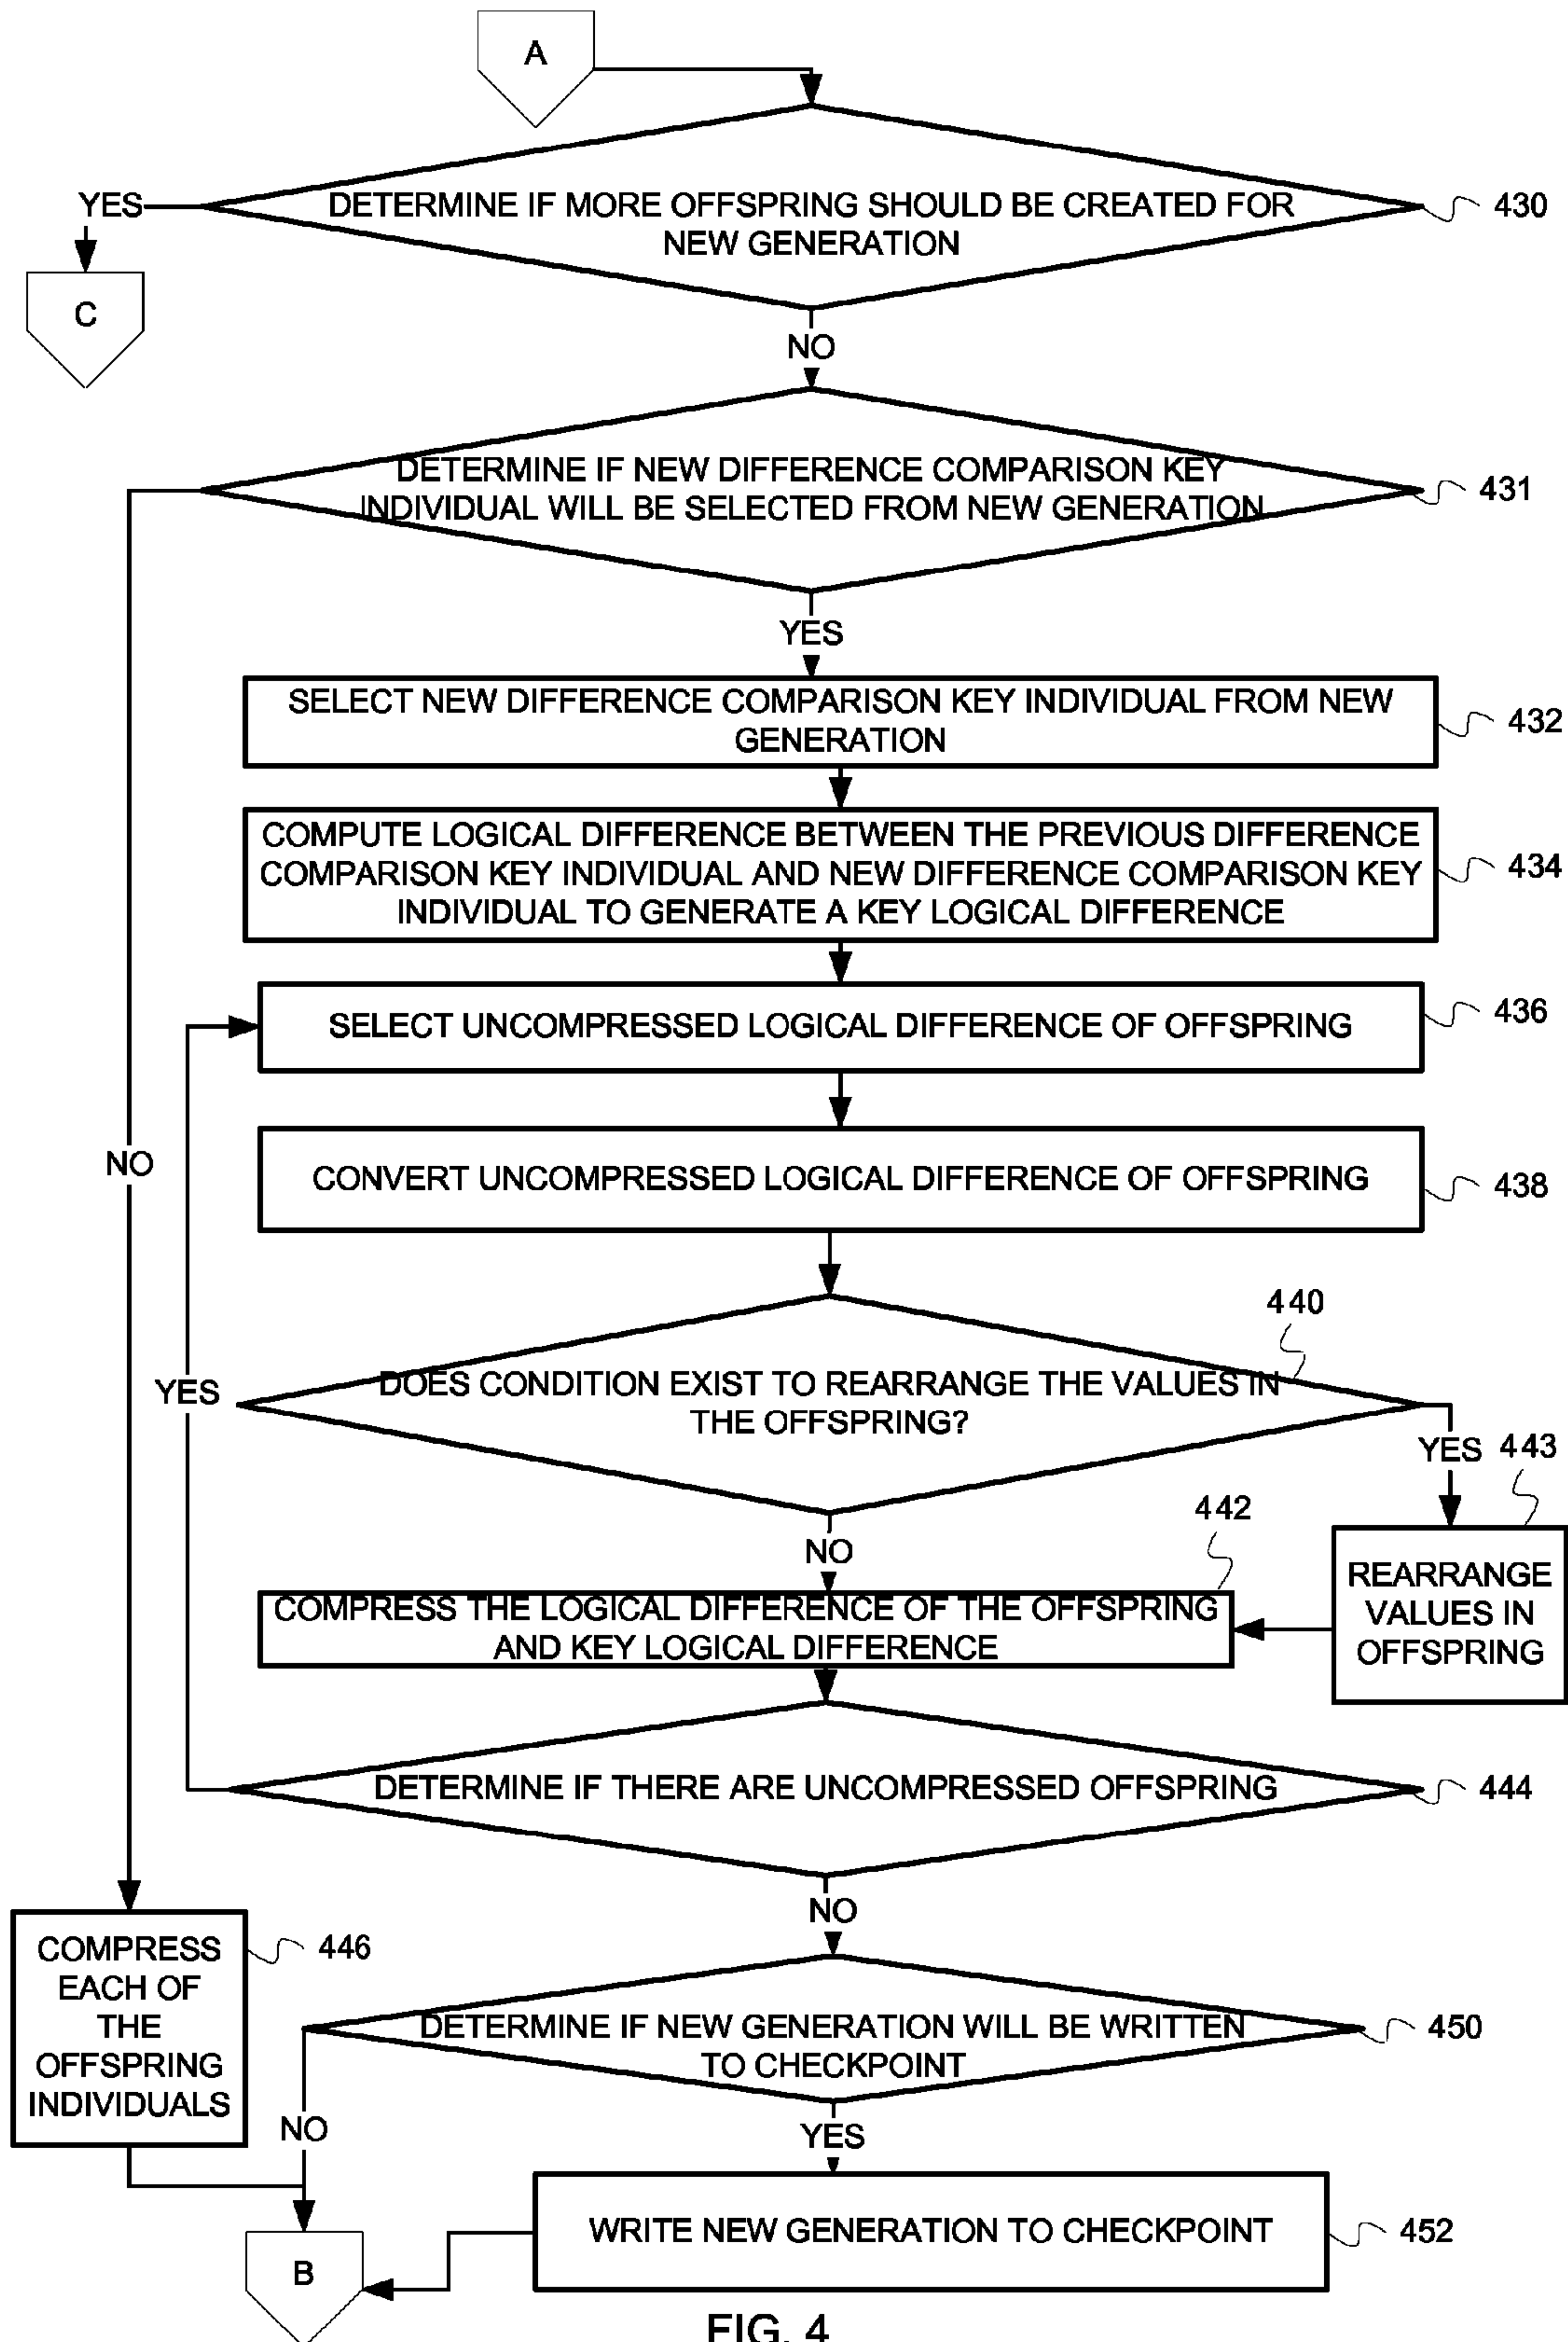 A
DETERMINE IF MORE OFFSPRING SHOULD BE CREATED FOR
NEW GENERATION
430
YES
C
NO
DETERMINE IF NEW DIFFERENCE COMPARISON KEY
INDIVIDUAL WILL BE SELECTED FROM NEW GENERATION
431
YES
SELECT NEW DIFFERENCE COMPARISON KEY INDIVIDUAL FROM NEW
GENERATION
432
COMPUTE LOGICAL DIFFERENCE BETWEEN THE PREVIOUS DIFFERENCE
COMPARISON KEY INDIVIDUAL AND NEW DIFFERENCE COMPARISON KEY
INDIVIDUAL TO GENERATE A KEY LOGICAL DIFFERENCE
434
SELECT UNCOMPRESSED LOGICAL DIFFERENCE OF OFFSPRING
436
NO
CONVERT UNCOMPRESSED LOGICAL DIFFERENCE OF OFFSPRING
438
440
DOES CONDITION EXIST TO REARRANGE THE VALUES IN
THE OFFSPRING?
YES
YES
443
442
NO
REARRANGE
VALUES IN
OFFSPRING
COMPRESS THE LOGICAL DIFFERENCE OF THE OFFSPRING
AND KEY LOGICAL DIFFERENCE
DETERMINE IF THERE ARE UNCOMPRESSED OFFSPRING
444
NO
COMPRESS
EACH OF
THE
OFFSPRING
INDIVIDUALS
446
DETERMINE IF NEW GENERATION WILL BE WRITTEN
TO CHECKPOINT
450
NO
YES
WRITE NEW GENERATION TO CHECKPOINT
452
B
FIG. 4